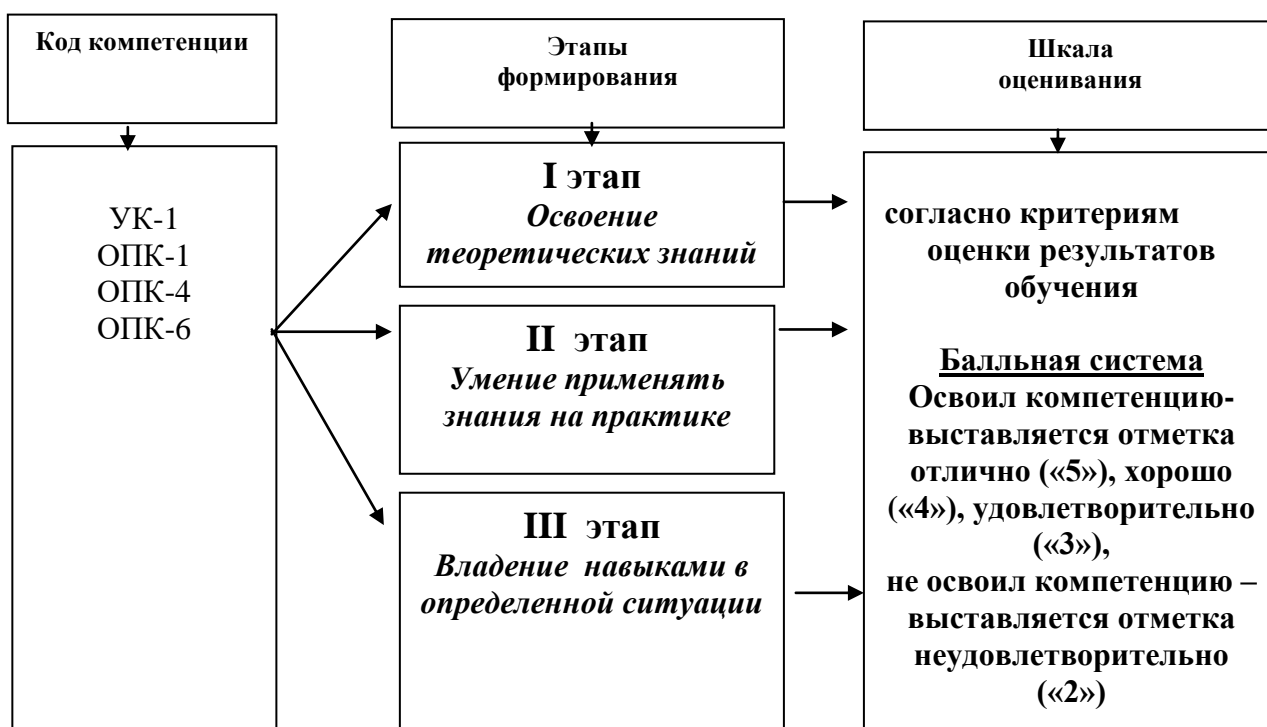 Код компетенции
Этапы
формирования
Шкала
оценивания
УК-1
ОПК-1
ОПК-4
ОПК-6
I этап
Освоение
теоретических знаний
II этап
Умение применять
знания на практике
III этап
Владение навыками в
определенной ситуации
согласно критериям
оценки результатов
обучения
Балльная система
Освоил компетенцию-
выставляется отметка
отлично («5»), хорошо
(«4»), удовлетворительно
(«3»),
не освоил компетенцию –
выставляется отметка
неудовлетворительно
(«2»)